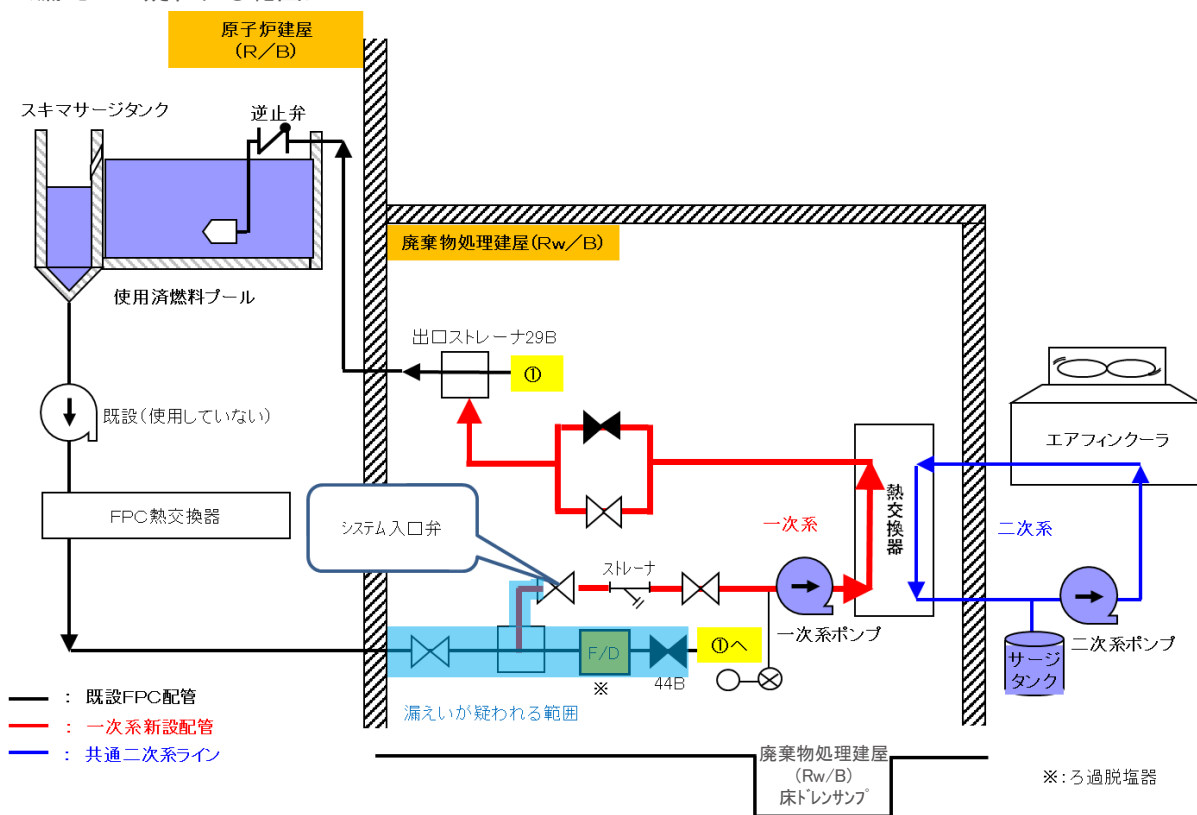 原子炉建屋
(R/B)
スキマサージタンク
逆止弁
廃棄物処理建屋(Rw/B)
使用済燃料プール
出口ストレーナ29B
①
既設(使用していない)
エアフィンクーラ
熱交換器
FPC熱交換器
システム入口弁
一次系
二次系
ストレーナ
一次系ポンプ
二次系ポンプ
①へ
F/D
※
44B
サージ
タンク
: 既設FPC配管
漏えいが疑われる範囲
: 一次系新設配管
: 共通二次系ライン
廃棄物処理建屋
(Rw/B)
床ドレンサンプ
※:ろ過脱塩器